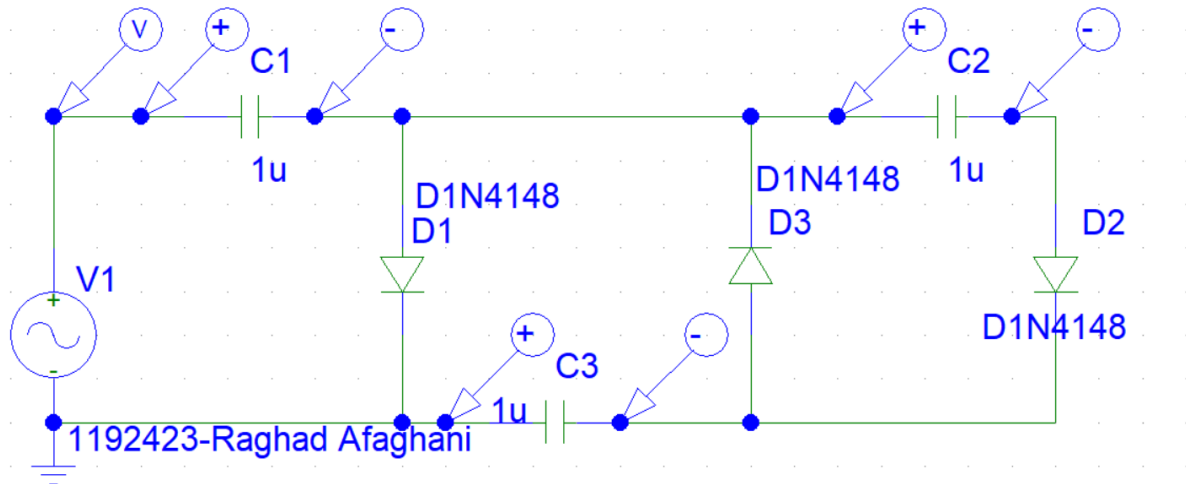 V
+
-
+
-
C1
C2
1u
1u
D1N4148
D1N4148
D1
D3
D2
V1
+
-
D1N4148
+
-
C3
1u
1192423-Raghad Afaghani